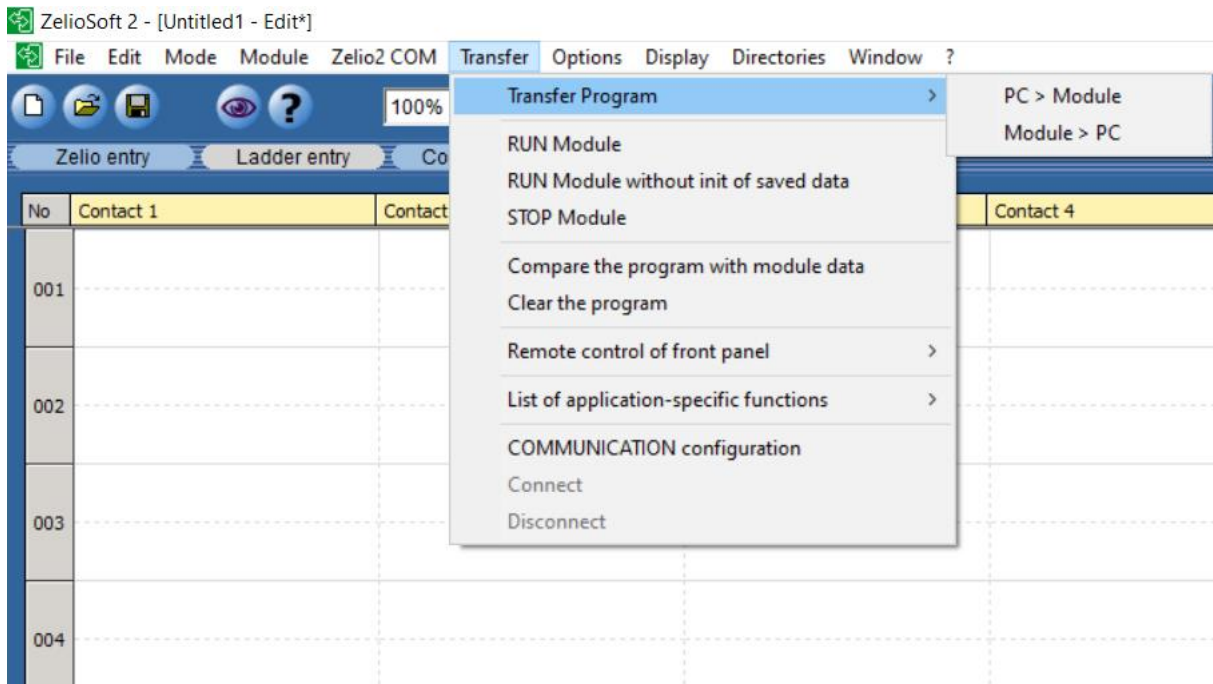 ZelioSoft 2 - [Untitled1 - Edit*]
File Edit Mode Module Zelio2 COM Transfer Options Display Directories Window ?
100% Transfer Program > PC > Module
Module > PC
RUN Module
Zelio entry Ladder entry Co
RUN Module without init of saved data
No Contact 1 Contact STOP Module Contact 4
Compare the program with module data
001
Clear the program
Remote control of front panel >
002 List of application-specific functions >
COMMUNICATION configuration
Connect
003 Disconnect
004